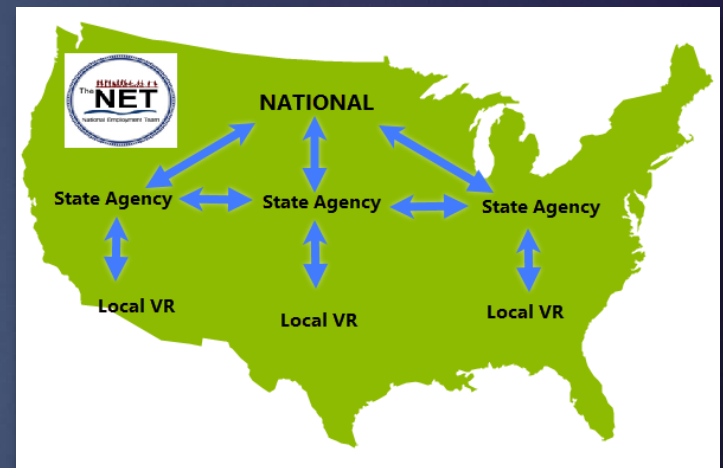 The
NET
National Employment Team
NATIONAL
State Agency
State Agency
State Agency
Local VR
Local VR
Local VR